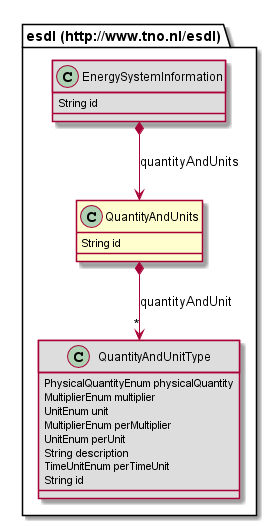 esdl (http://www.tno.nl/esdl)
C EnergySystemInformation
String id
quantityAndUnits
C QuantityAndUnits
String id
quantityAndUnit
*
C QuantityAndUnitType
PhysicalQuantityEnum physicalQuantity
MultiplierEnum multiplier
UnitEnum unit
MultiplierEnum perMultiplier
UnitEnum perUnit
String description
TimeUnitEnum perTimeUnit
String id